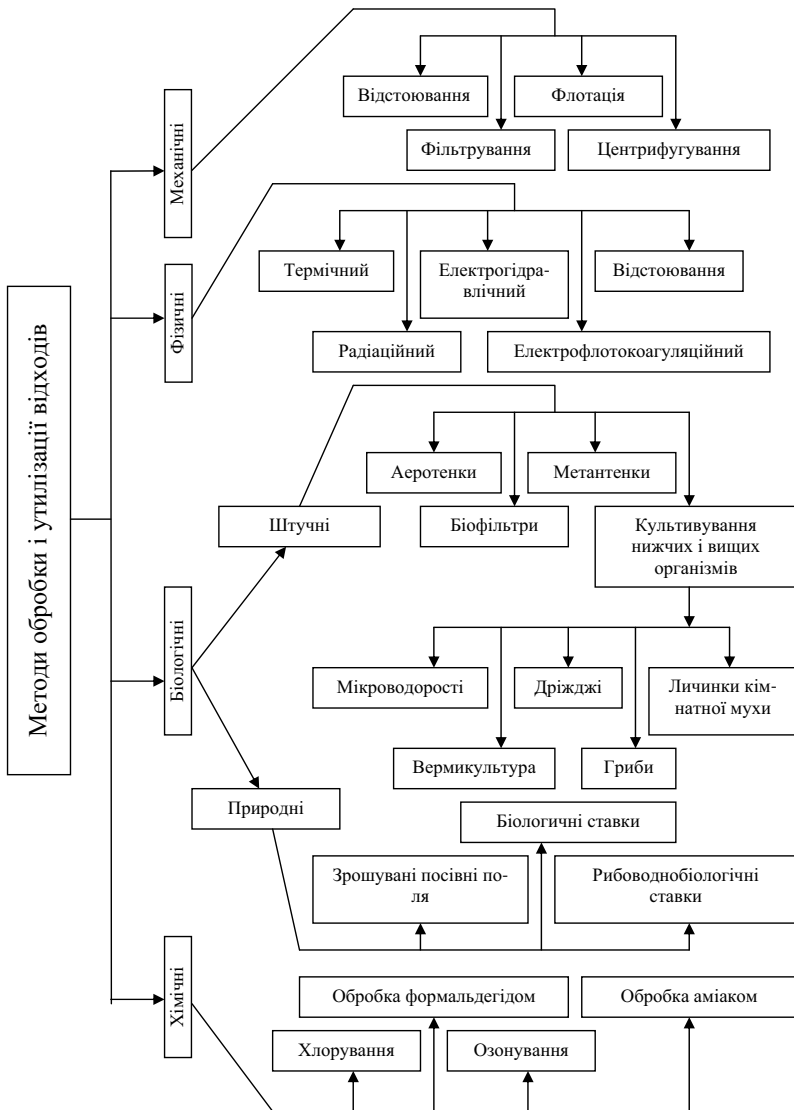 Методи обробки і утилізації відходів
Механічні
Відстоювання
Флотація
Фільтрування
Центрифугування
Фізичні
Термічний
Електрогідра-
влічний
Відстоювання
Радіаційний
Електрофлотокоагуляційний
Біологічні
Штучні
Аеротенки
Метантенки
Біофільтри
Культивування
нижчих і вищих
організмів
Мікроводорості
Дріжджі
Личинки кім-
натної мухи
Вермикультура
Гриби
Природні
Біологичні ставки
Зрошувані посівні по-
ля
Рибоводнобіологічні
ставки
Хімічні
Обробка формальдегідом
Обробка аміаком
Хлорування
Озонування